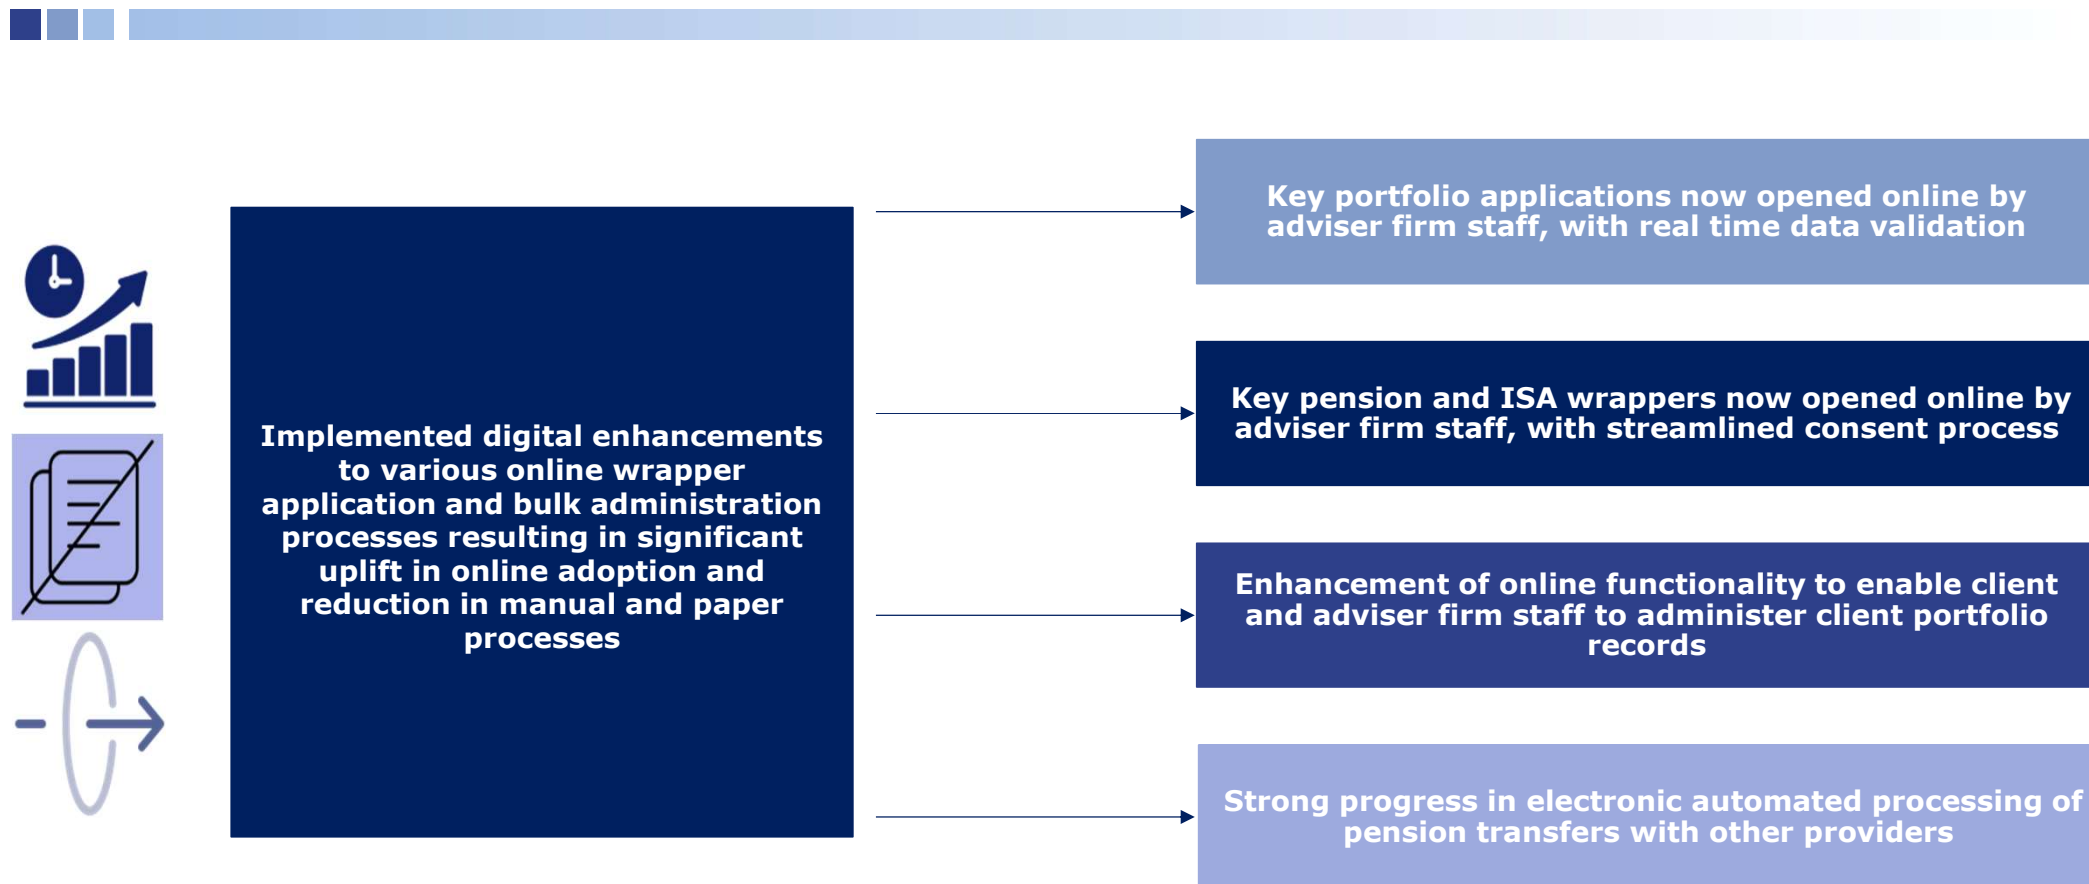 Implemented digital enhancements
to various online wrapper
application and bulk administration
processes resulting in significant
uplift in online adoption and
reduction in manual and paper
processes
Key portfolio applications now opened online by
adviser firm staff, with real time data validation
Key pension and ISA wrappers now opened online by
adviser firm staff, with streamlined consent process
Enhancement of online functionality to enable client
and adviser firm staff to administer client portfolio
records
Strong progress in electronic automated processing of
pension transfers with other providers